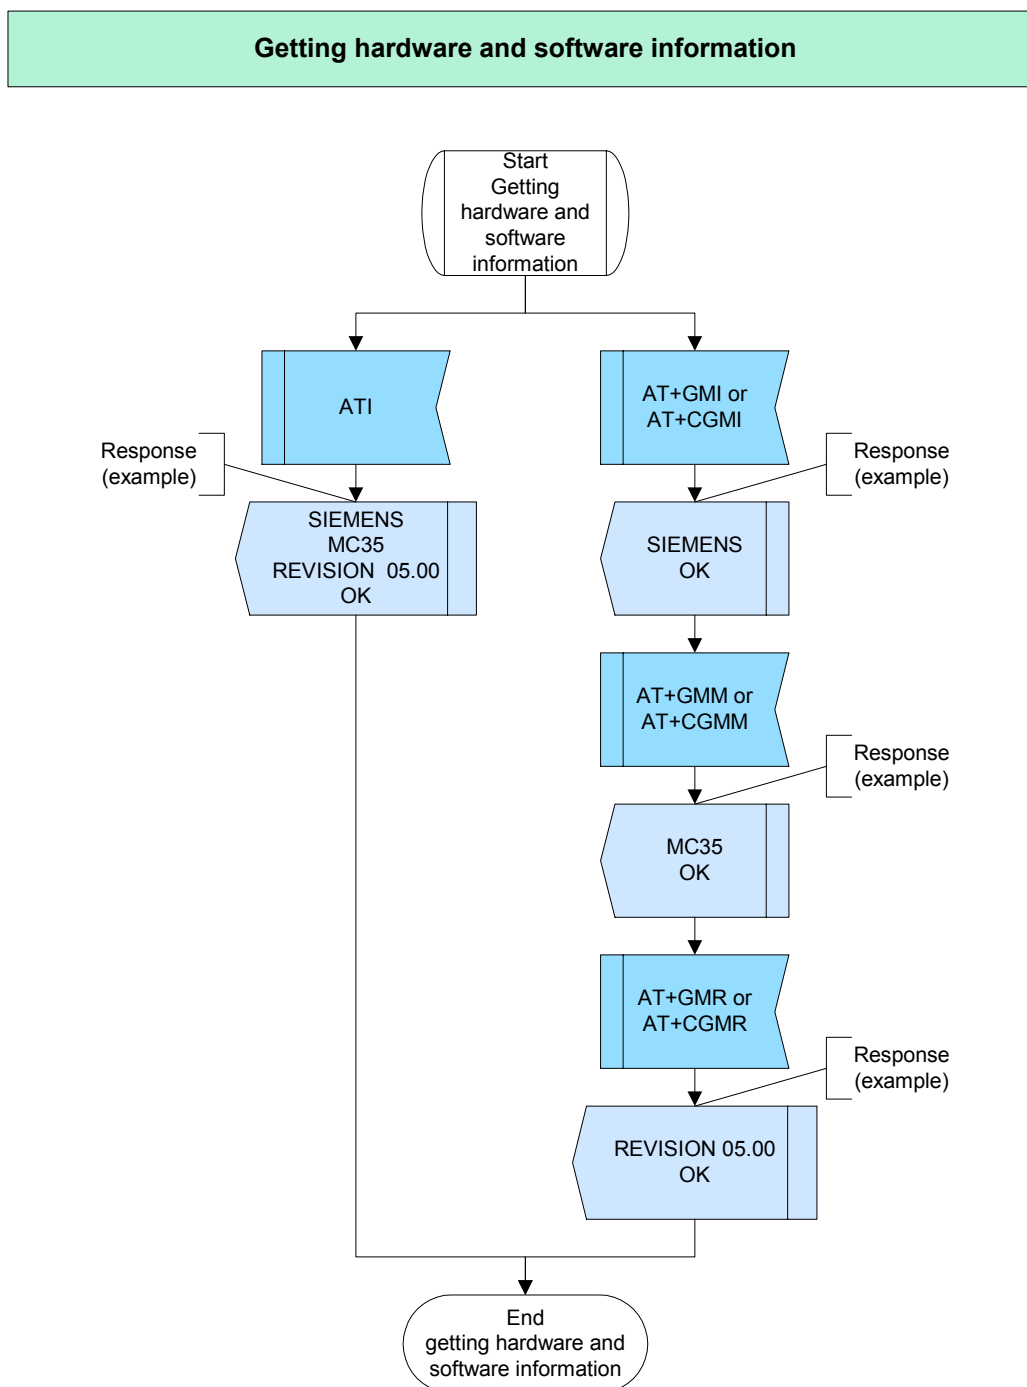 Getting hardware and software information
Start
Getting
hardware and
software
information
ATI
Response
(example)
SIEMENS
MC35
REVISION  05.00
OK
AT+GMI or
AT+CGMI
Response
(example)
SIEMENS
OK
AT+GMM or
AT+CGMM
Response
(example)
MC35
OK
AT+GMR or
AT+CGMR
Response
(example)
REVISION 05.00
OK
End
getting hardware and
software information